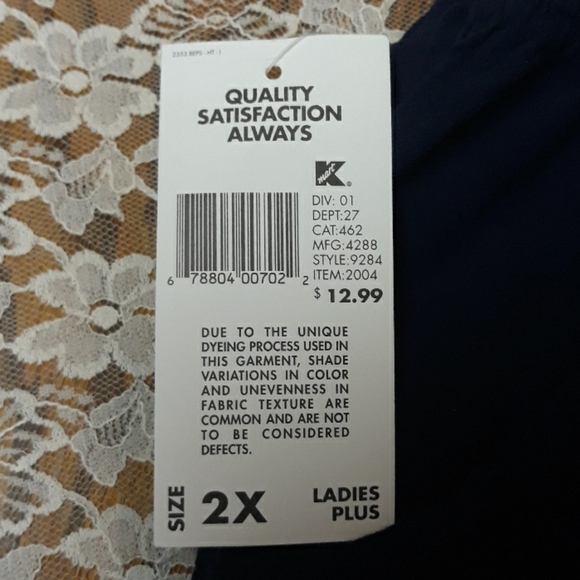 QUALITY
SATISFACTION
ALWAYS
K
mart
®
DIV: 01
DEPT:27
CAT:462
MFG:4288
STYLE:9284
ITEM:2004
$ 12.99
6 78804 00702 2
DUE TO THE UNIQUE
DYEING PROCESS USED IN
THIS GARMENT, SHADE
VARIATIONS IN COLOR
AND UNEVENNESS IN
FABRIC TEXTURE ARE
COMMON AND ARE NOT
TO BE CONSIDERED
DEFECTS.
SIZE
2X
LADIES
PLUS